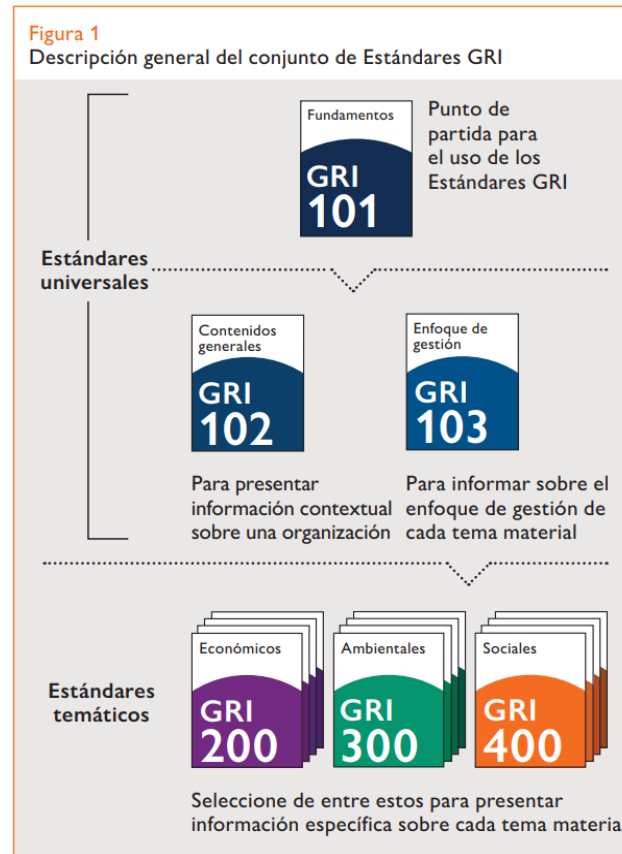 Figura 1
Descripción general del conjunto de Estándares GRI
Fundamentos
GRI
101
Punto de
partida para
el uso de los
Estándares GRI
Estándares
universales
Contenidos
generales
GRI
102
Enfoque de
gestión
GRI
103
Para presentar
información contextual
sobre una organización
Para informar sobre el
enfoque de gestión de
cada tema material
Estándares
temáticos
Económicos
GRI
200
Ambientales
GRI
300
Sociales
GRI
400
Seleccione de entre estos para presentar
información específica sobre cada tema materia